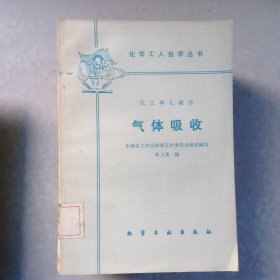 化学工人自学丛书
化工单元操作
气体吸收
中国化工学会科普工作委员会组织编写
编
化学工业出版社